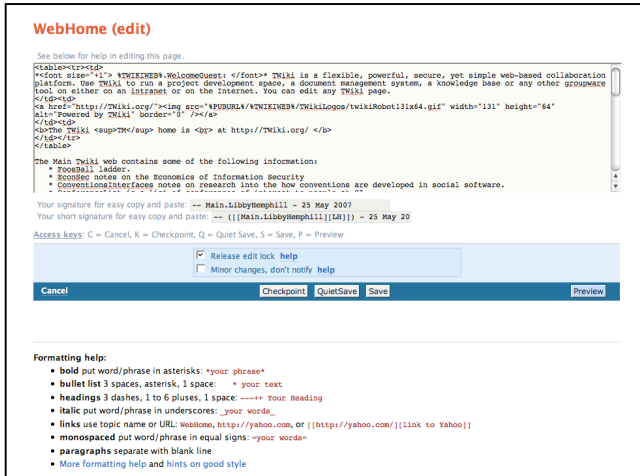 WebHome (edit)
See below for help in editing this page.
<table><tr><td>
*<font size="+1"> %TWIKIWEB%.WelcomeGuest: </font>* TWiki is a flexible, powerful, secure, yet simple web-based collaboration
platform. Use TWiki to run a project development space, a document management system, a knowledge base or any other groupware
tool on either on an intranet or on the Internet. You can edit any TWiki page.
</td><td>
<a href="http://TWiki.org/"><img src="%PUBURL%/%TWIKIWEB%/TWikiLogos/twikiRobot131x64.gif" width="131" height="64"
alt="Powered by TWiki" border="0" /></a>
</td><td>
<b>The TWiki <sup>TM</sup> home is <br> at http://TWiki.org/ </b>
</td></tr>
</table>
The Main Twiki web contains some of the following information:
* FoosBall ladder.
* EconSec notes on the Economics of Information Security
* ConventionsInterfaces notes on research into the how conventions are developed in social software.
* ConferenceList is a list of conferences of interest to people at
Your signature for easy copy and paste: -- Main.LibbyHemphill - 25 May 2007
Your short signature for easy copy and paste: -- ([[Main.LibbyHemphill][LH]]) - 25 May 20
Access keys: C = Cancel, K = Checkpoint, Q = Quiet Save, S = Save, P = Preview
Release edit lock help
Minor changes, don't notify help
Cancel Checkpoint QuietSave Save Preview
Formatting help:
• bold put word/phrase in asterisks: *your phrase*
• bullet list 3 spaces, asterisk, 1 space: * your text
• headings 3 dashes, 1 to 6 pluses, 1 space: ---++ Your Heading
• italic put word/phrase in underscores: _your words_
• links use topic name or URL: WebHome, http://yahoo.com, or [[http://yahoo.com/][link to Yahoo]]
• monospaced put word/phrase in equal signs: =your words=
• paragraphs separate with blank line
• More formatting help and hints on good style